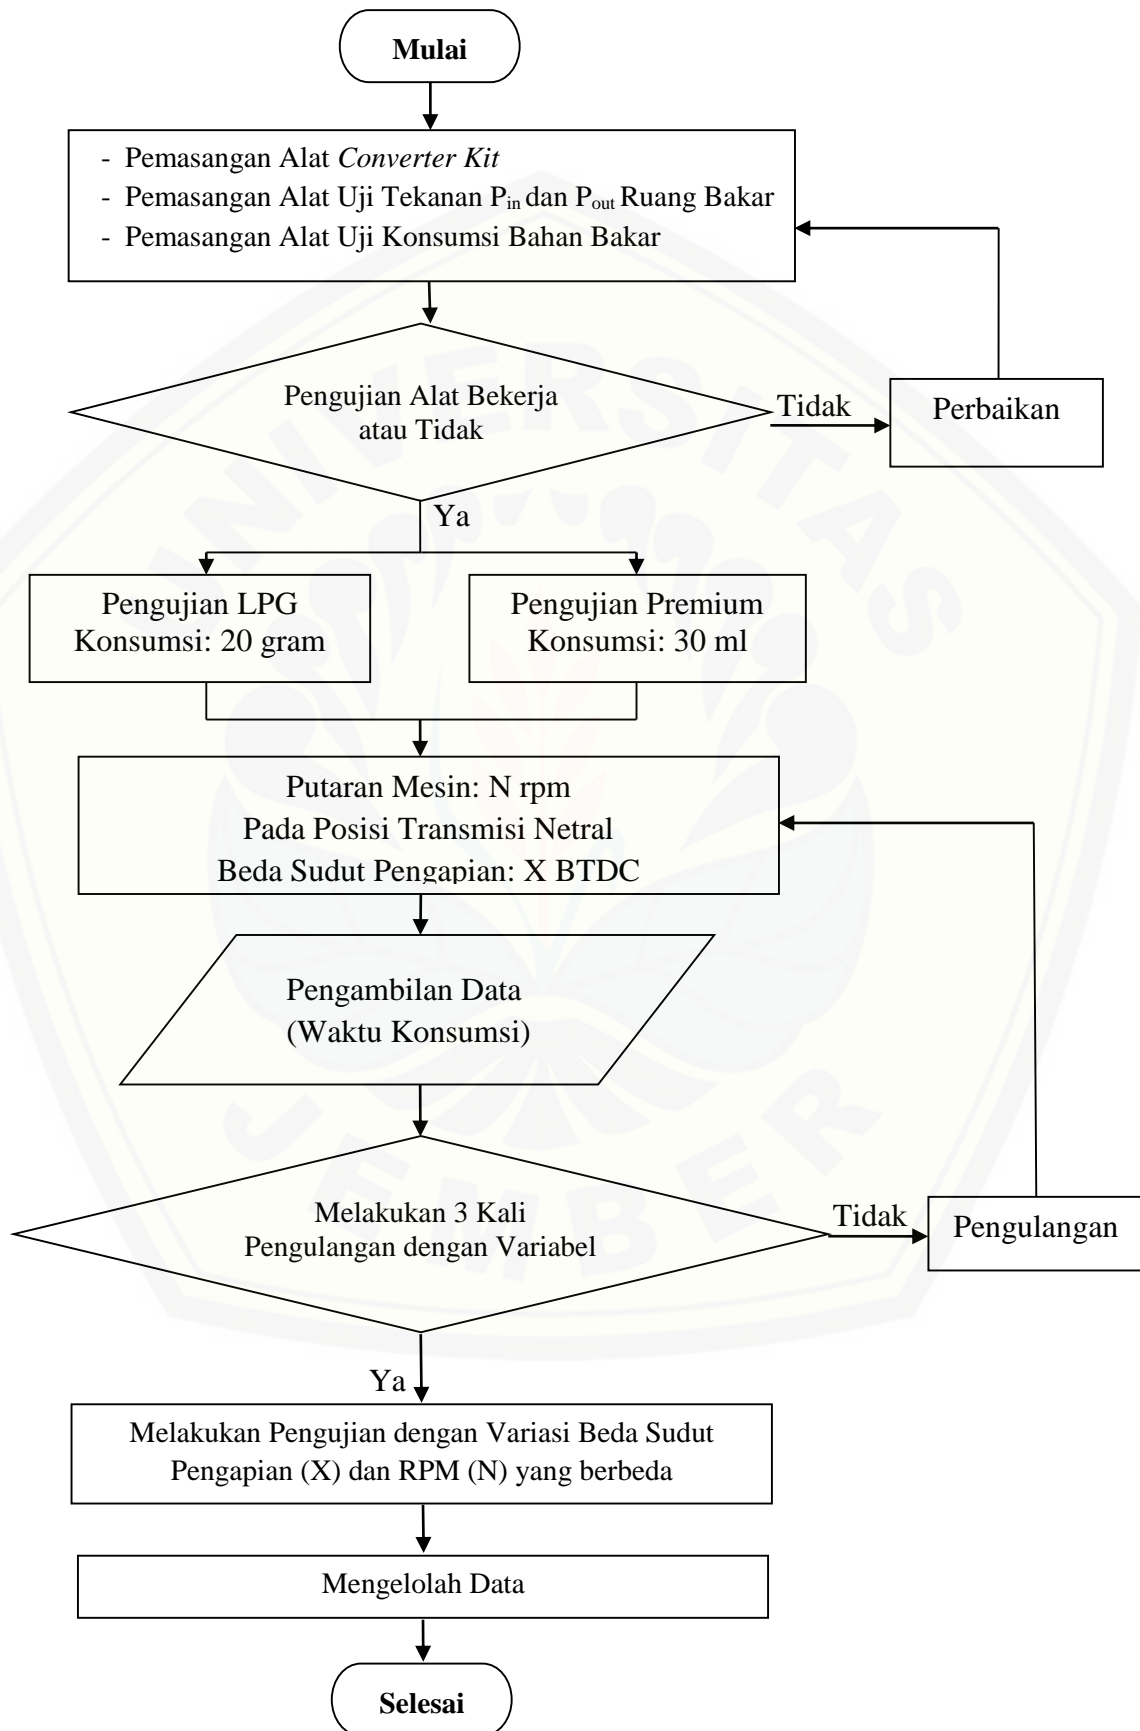 Mulai
- Pemasangan Alat Converter Kit
- Pemasangan Alat Uji Tekanan Pin dan Pout Ruang Bakar
- Pemasangan Alat Uji Konsumsi Bahan Bakar
Pengujian Alat Bekerja
atau Tidak
Tidak
Perbaikan
Ya
Pengujian LPG
Konsumsi: 20 gram
Pengujian Premium
Konsumsi: 30 ml
Putaran Mesin: N rpm
Pada Posisi Transmisi Netral
Beda Sudut Pengapian: X BTDC
Pengambilan Data
(Waktu Konsumsi)
Melakukan 3 Kali
Pengulangan dengan Variabel
Tidak
Pengulangan
Ya
Melakukan Pengujian dengan Variasi Beda Sudut
Pengapian (X) dan RPM (N) yang berbeda
Mengelolah Data
Selesai
UNIVERSITAS
JEMBER